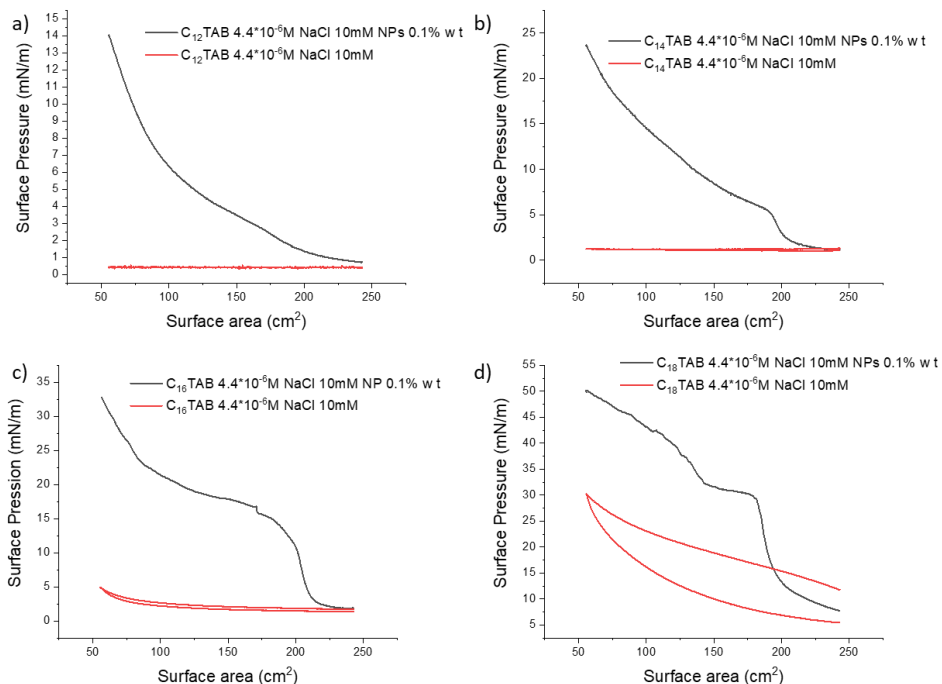 a)
C₁₂TAB 4.4*10⁻⁶M NaCl 10mM NPs 0.1% w t
C₁₂TAB 4.4*10⁻⁶M NaCl 10mM
Surface Pressure (mN/m)
14
13
12
11
10
9
8
7
6
5
4
3
2
1
0
50 100 150 200 250
Surface area (cm²)
b)
C₁₄TAB 4.4*10⁻⁶M NaCl 10mM NPs 0.1% w t
C₁₄TAB 4.4*10⁻⁶M NaCl 10mM
Surface Pressure (mN/m)
25
20
15
10
5
0
50 100 150 200 250
Surface area (cm²)
c)
C₁₆TAB 4.4*10⁻⁶M NaCl 10mM NP 0.1% w t
C₁₆TAB 4.4*10⁻⁶M NaCl 10mM
Surface Pression (mN/m)
35
30
25
20
15
10
5
0
50 100 150 200 250
Surface area (cm²)
d)
C₁₈TAB 4.4*10⁻⁶M NaCl 10mM NPs 0.1% w t
C₁₈TAB 4.4*10⁻⁶M NaCl 10mM
Surface Pressure (mN/m)
55
50
45
40
35
30
25
20
15
10
5
50 100 150 200 250
Surface area (cm²)